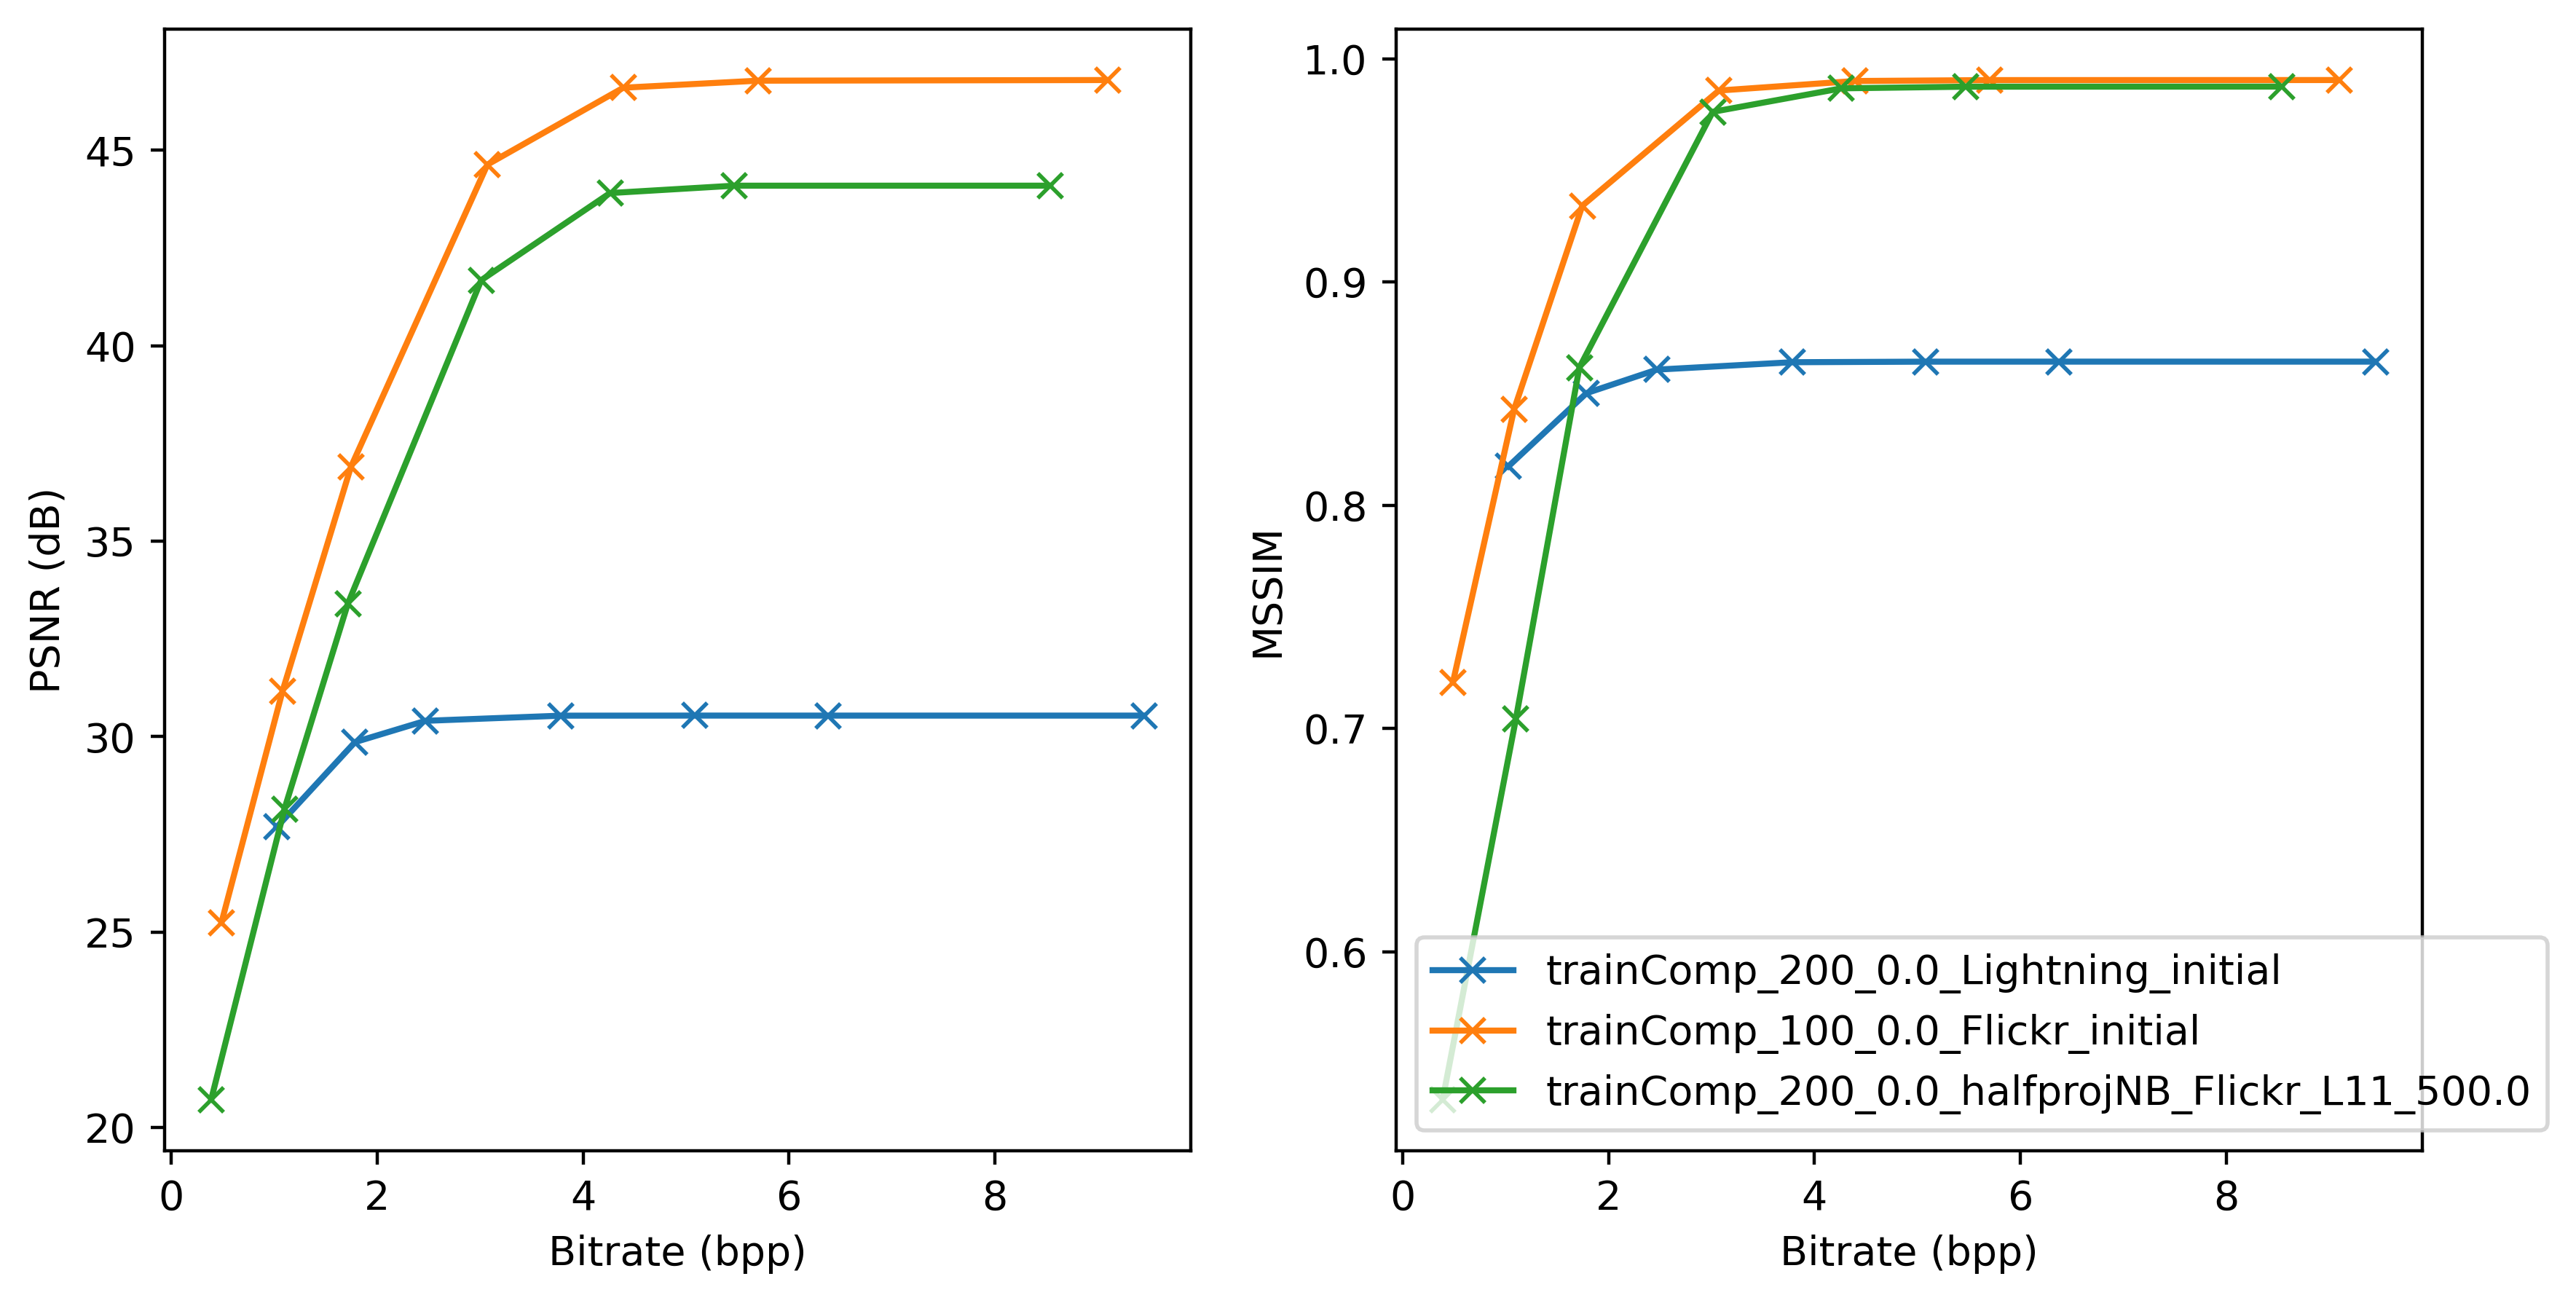 PSNR (dB)
45
40
35
30
25
20
0 2 4 6 8
Bitrate (bpp)
MSSIM
1.0
0.9
0.8
0.7
0.6
0 2 4 6 8
Bitrate (bpp)
trainComp_200_0.0_Lightning_initial
trainComp_100_0.0_Flickr_initial
trainComp_200_0.0_halfprojNB_Flickr_L11_500.0